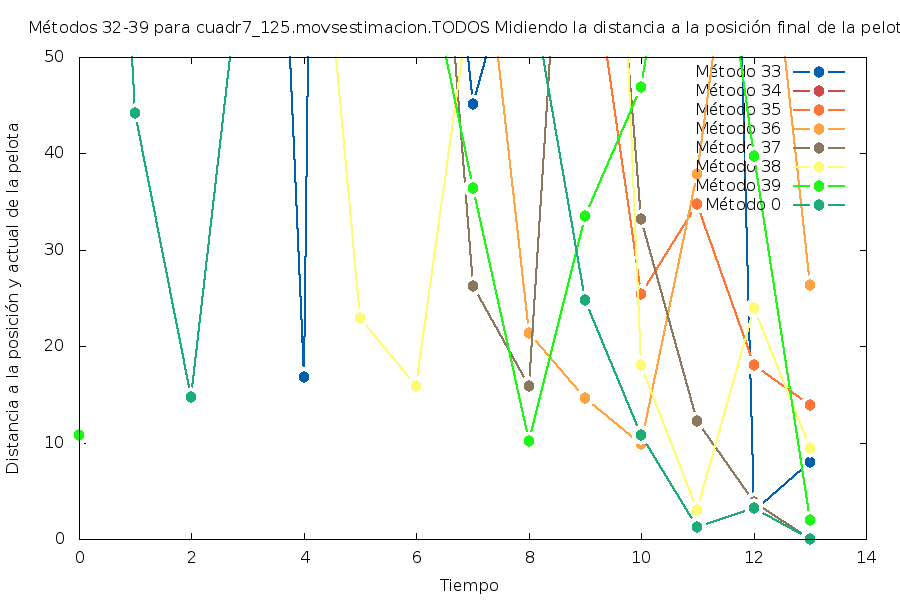 Métodos 32-39 para cuadr7_125.movsestimacion.TODOS Midiendo la distancia a la posición final de la pelot
Distancia a la posición y actual de la pelota
50
40
30
20
10
0
Método 33
Método 34
Método 35
Método 36
Método 37
Método 38
Método 39
Método 0
0 2 4 6 8 10 12 14
Tiempo